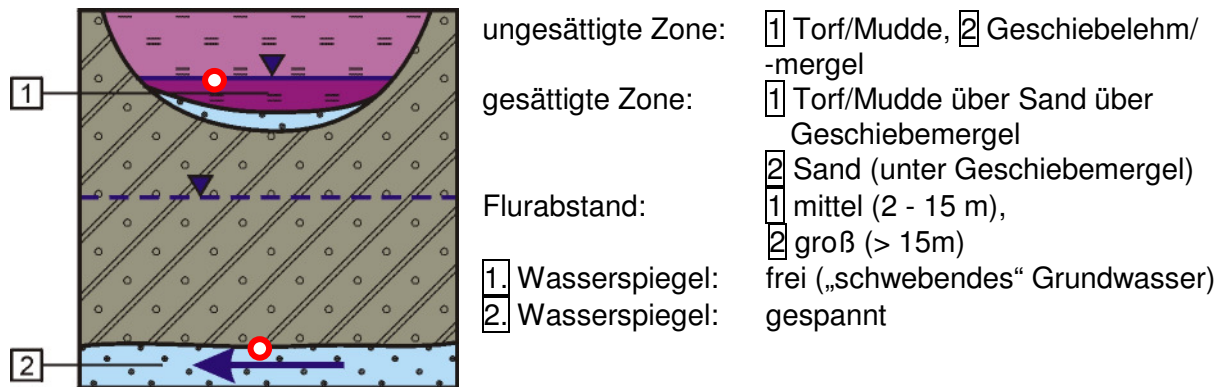 ungesättigte Zone: 1 Torf/Mudde, 2 Geschiebelehm/
-mergel
gesättigte Zone: 1 Torf/Mudde über Sand über
Geschiebemergel
2 Sand (unter Geschiebemergel)
Flurabstand: 1 mittel (2 - 15 m),
2 groß (> 15m)
1. Wasserspiegel: frei („schwebendes“ Grundwasser)
2. Wasserspiegel: gespannt
1
2